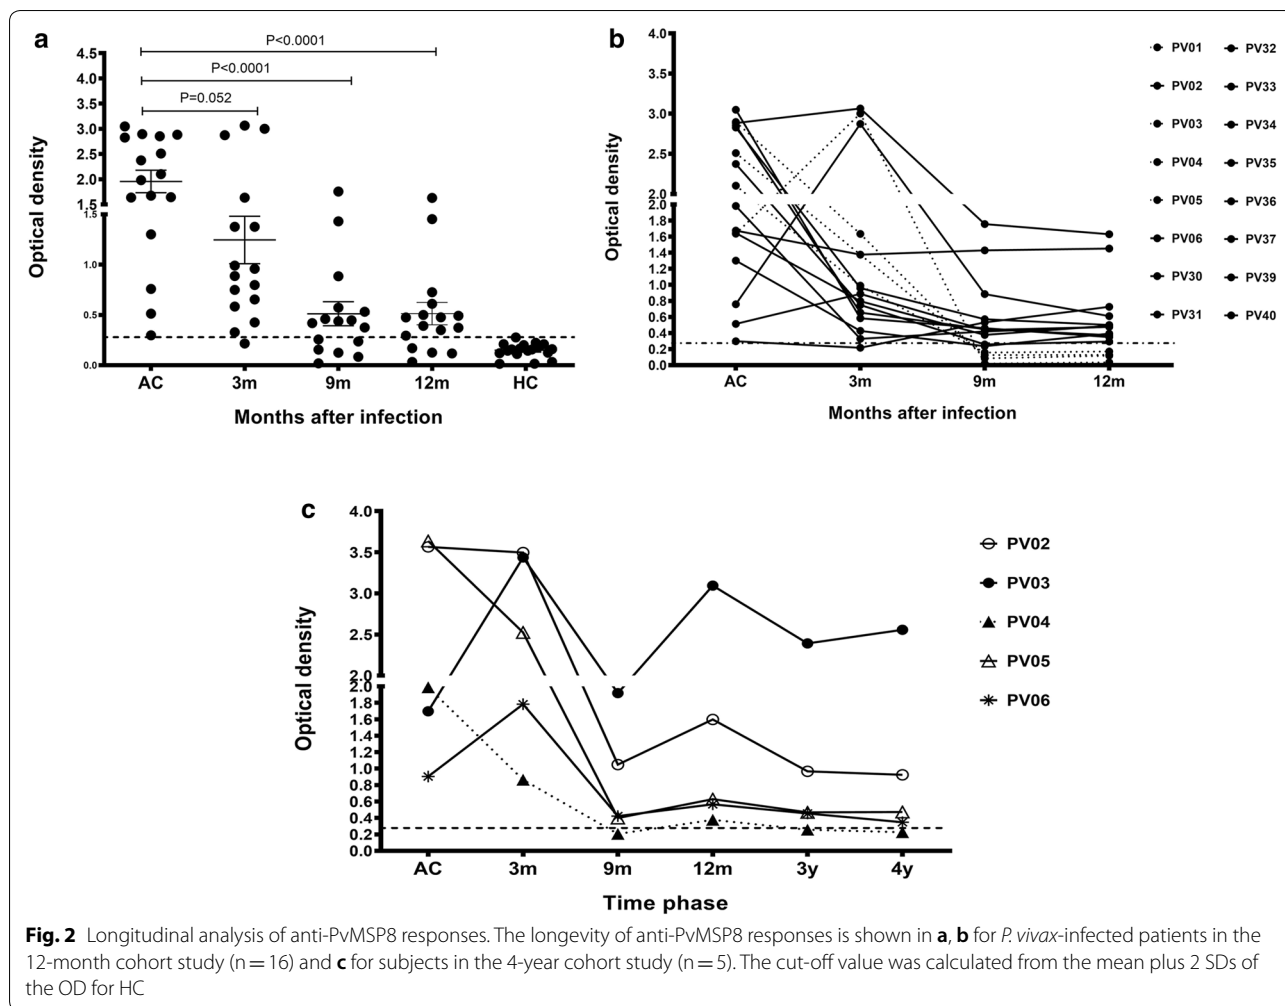 a
P<0.0001
P<0.0001
P=0.052
4.5
4.0
3.5
3.0
2.5
2.0
1.5
1.5
1.0
0.5
0.0
Optical density
AC 3m 9m 12m HC
Months after infection
b
4.0
3.5
3.0
2.5
2.0
2.0
1.8
1.6
1.4
1.2
1.0
0.8
0.6
0.4
0.2
0.0
Optical density
AC 3m 9m 12m
Months after infection
PV01 PV32
PV02 PV33
PV03 PV34
PV04 PV35
PV05 PV36
PV06 PV37
PV30 PV39
PV31 PV40
c
4.0
3.5
3.0
2.5
2.0
2.0
1.8
1.6
1.4
1.2
1.0
0.8
0.6
0.4
0.2
0.0
Optical density
AC 3m 9m 12m 3y 4y
Time phase
PV02
PV03
PV04
PV05
PV06
Fig. 2 Longitudinal analysis of anti-PvMSP8 responses. The longevity of anti-PvMSP8 responses is shown in a, b for P. vivax-infected patients in the
12-month cohort study (n = 16) and c for subjects in the 4-year cohort study (n = 5). The cut-off value was calculated from the mean plus 2 SDs of
the OD for HC